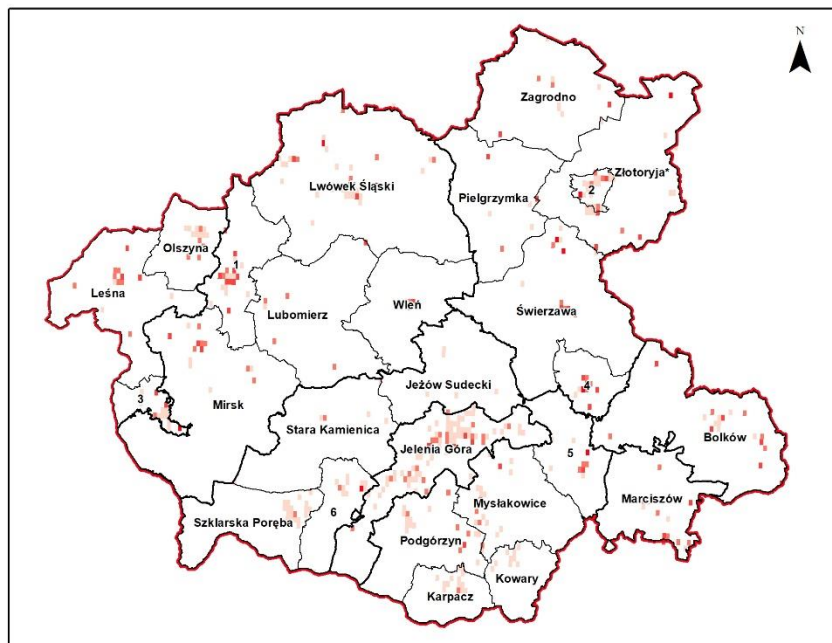 N
Zagrodno
Złotoryja*
2
Lwówek Śląski
Pielgrzymka
Olszyna
1
Leśna
Lubomierz
Wleń
Świerzawa
Jeżów Sudecki
4
3
Mirsk
Stara Kamienica
Bolków
Jelenia Góra
5
Marciszów
Mysłakowice
Szklarska Poręba
6
Podgórzyn
Kowary
Karpacz